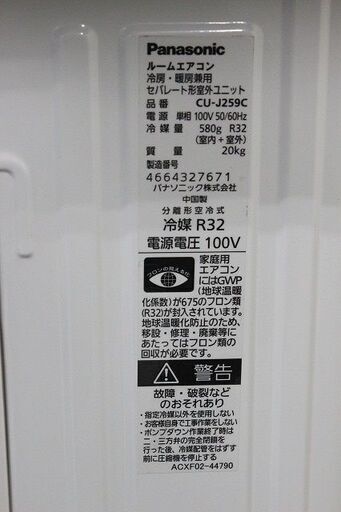 Panasonic
ルームエアコン
冷房・暖房兼用
セパレート形室外ユニット
品番 CU-J259C
電源 単相 100V 50/60Hz
冷媒量 580g R32
(室内+室外)
質量 20kg
製造番号
4664327671
パナソニック株式会社
中国製
分離形空冷式
冷媒 R32
電源電圧 100V
フロンの見える化
家庭用
エアコン
にはGWP
(地球温暖
化係数)が675のフロン類
(R32)が封入されています。
地球温暖化防止のため、
移設・修理・廃棄等に
あたってはフロン類の
回収が必要です。
警告
故障・破裂などの
おそれあり
・指定冷媒以外を使用しない
・お客様自身で工事作業をしない
・ポンプダウン作業終了時は
二・三方弁の完全閉鎖を
行った後、冷媒配管をはずす
前に圧縮機を停止する
ACXF02-44790